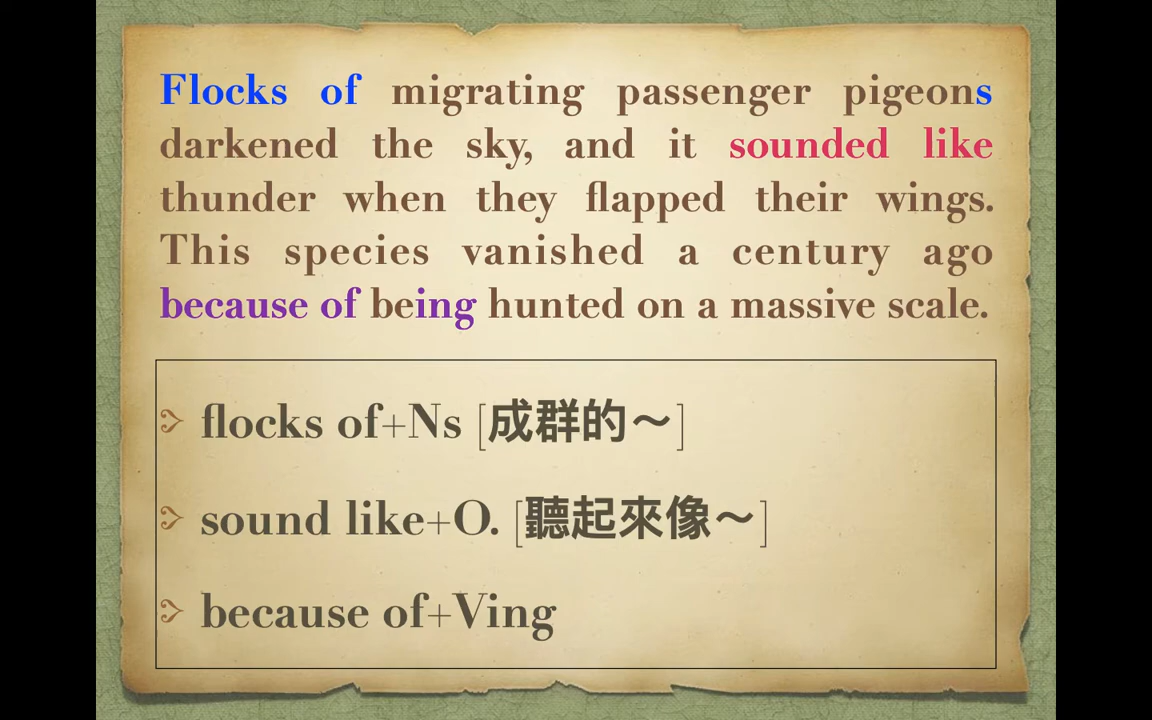 Flocks of migrating passenger pigeons
darkened the sky, and it sounded like
thunder when they flapped their wings.
This species vanished a century ago
because of being hunted on a massive scale.
flocks of+Ns [成群的～]
sound like+O. [聽起來像～]
because of+Ving